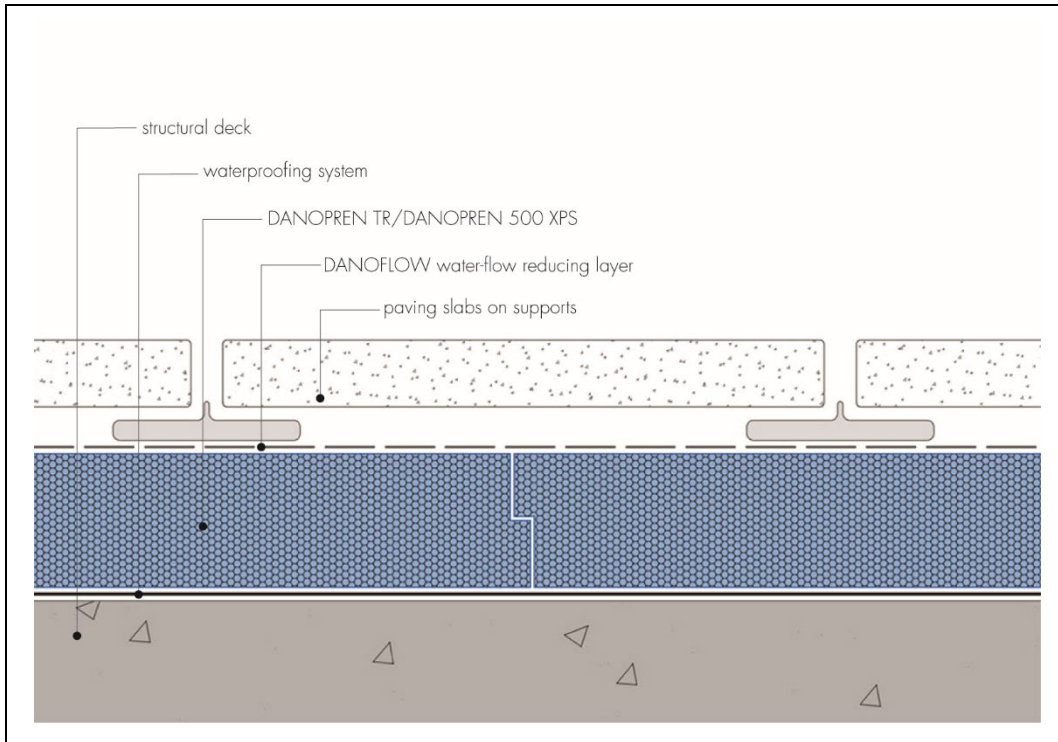 structural deck
waterproofing system
DANOPREN TR/DANOPREN 500 XPS
DANOFLOW water-flow reducing layer
paving slabs on supports